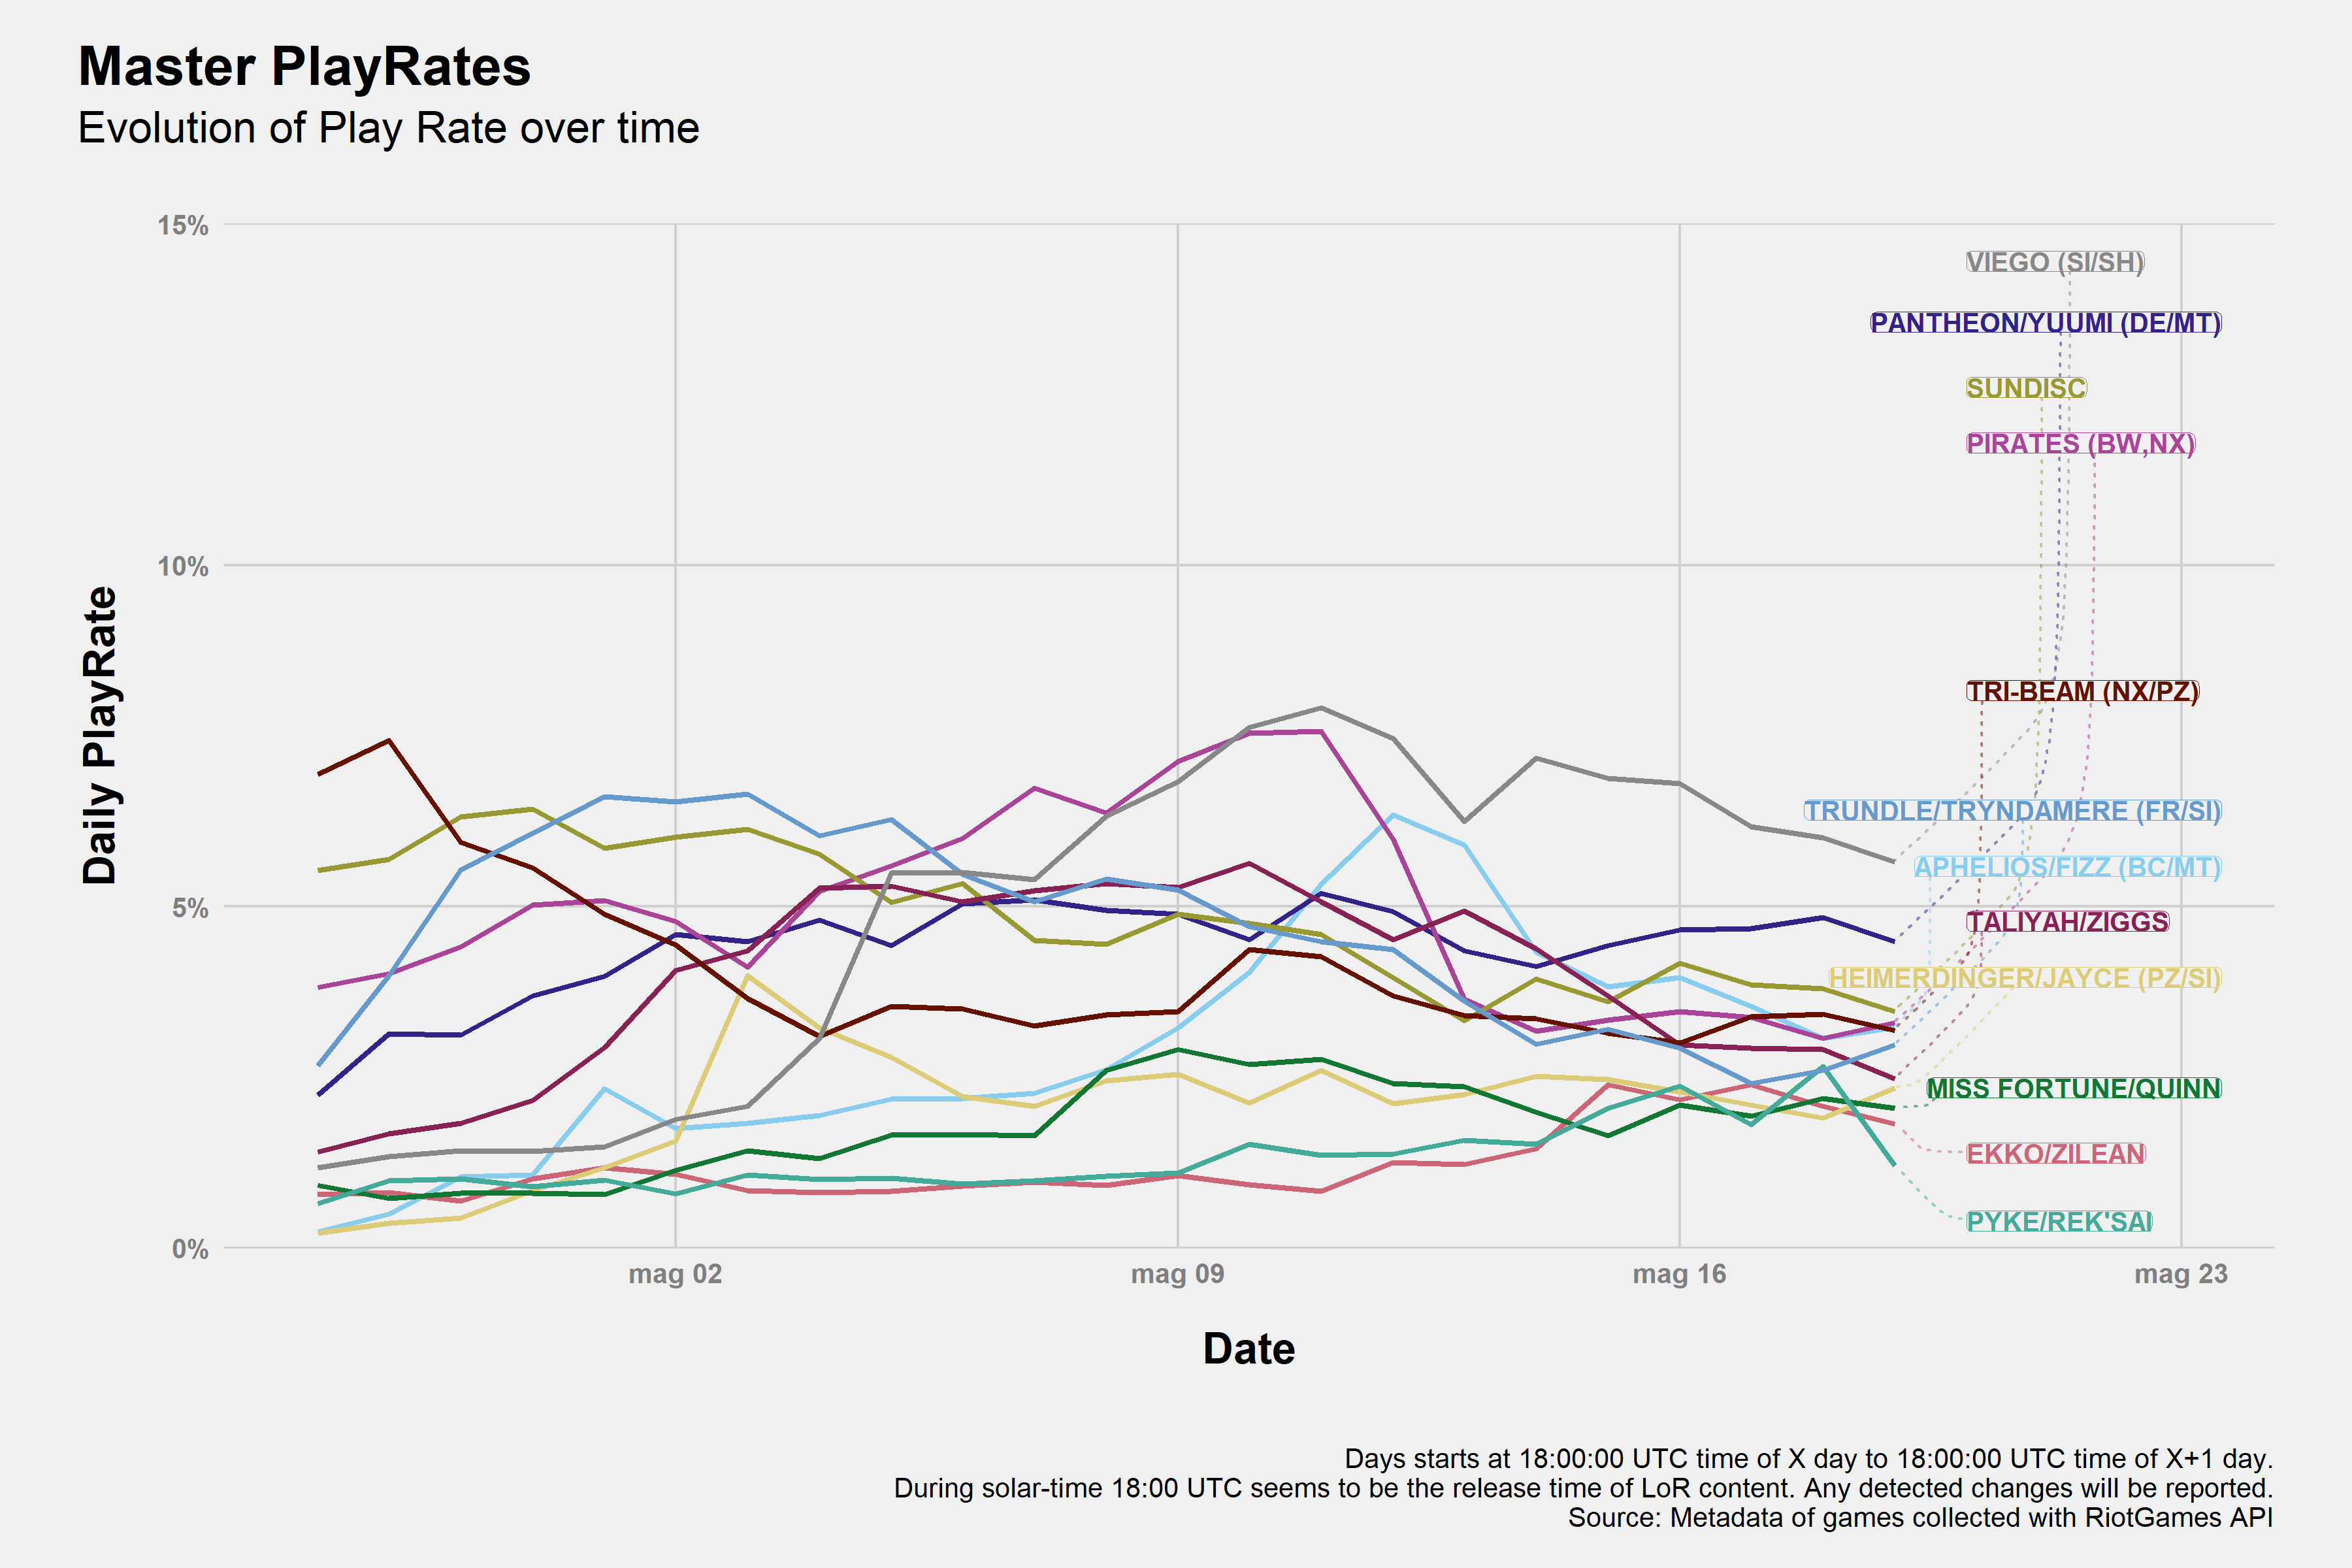 Master PlayRates
Evolution of Play Rate over time
15%
10%
5%
0%
Daily PlayRate
VIEGO (SI/SH)
PANTHEON/YUUMI (DE/MT)
SUNDISC
PIRATES (BW,NX)
TRI-BEAM (NX/PZ)
TRUNDLE/TRYNDAMERE (FR/SI)
APHELIOS/FIZZ (BC/MT)
TALIYAH/ZIGGS
HEIMERDINGER/JAYCE (PZ/SI)
MISS FORTUNE/QUINN
EKKO/ZILEAN
PYKE/REK'SAI
mag 02
mag 09
mag 16
mag 23
Date
Days starts at 18:00:00 UTC time of X day to 18:00:00 UTC time of X+1 day.
During solar-time 18:00 UTC seems to be the release time of LoR content. Any detected changes will be reported.
Source: Metadata of games collected with RiotGames API